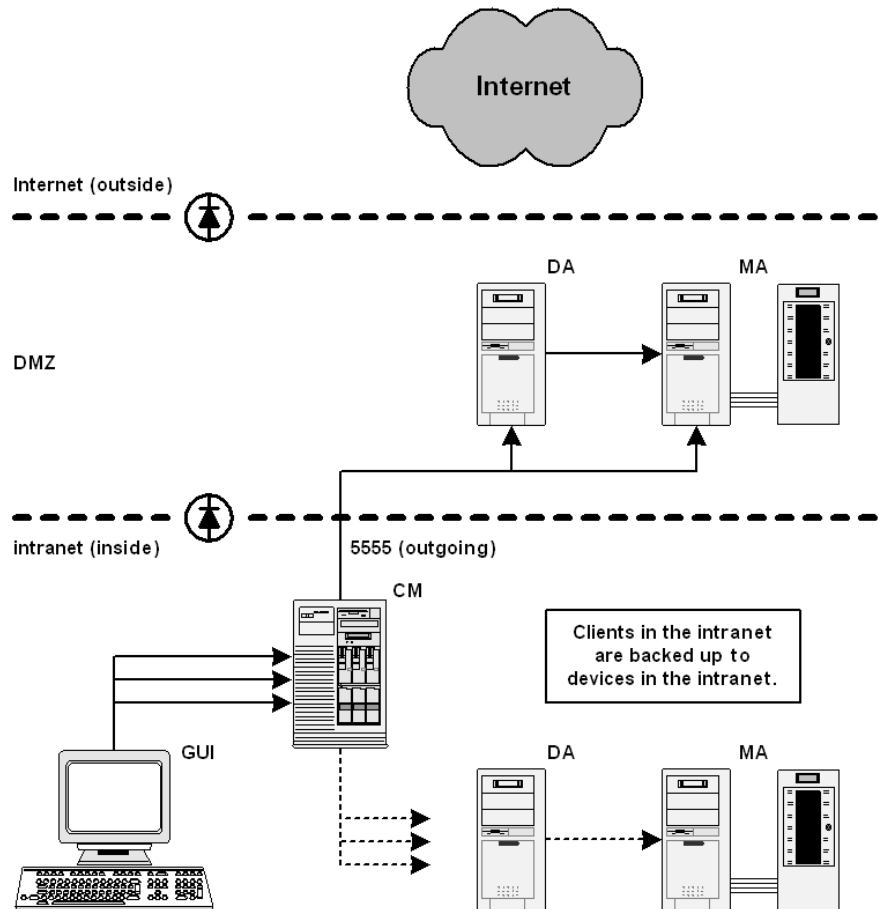 Internet
Internet (outside)
DA
MA
DMZ
intranet (inside)
5555 (outgoing)
CM
Clients in the intranet
are backed up to
devices in the intranet.
GUI
DA
MA